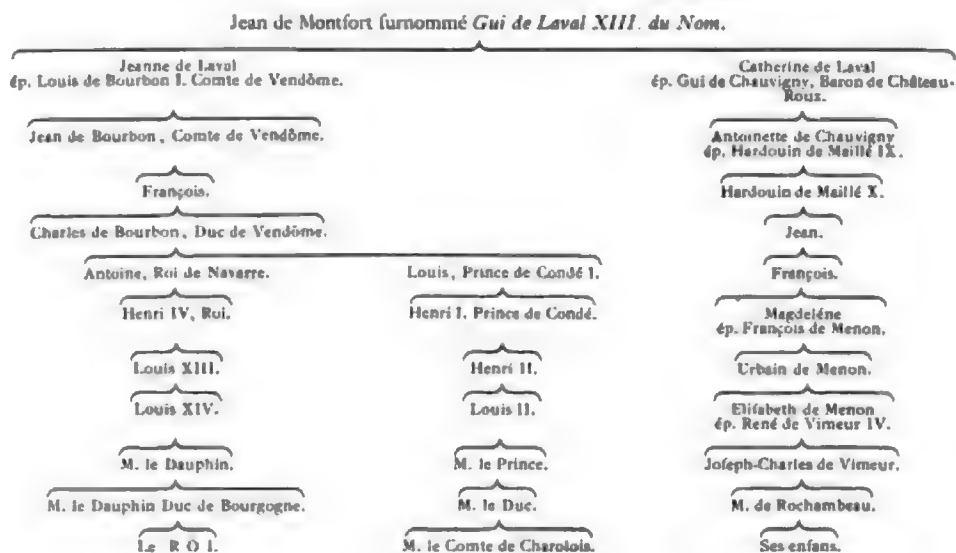 Jean de Montfort ſurnommé Gui de Laval XIII. du Nom.
Jeanne de Laval
ép. Louis de Bourbon I. Comte de Vendôme.
Catherine de Laval
ép. Gui de Chauvigny, Baron de Château-
Roux.
Jean de Bourbon, Comte de Vendôme.
Antoinette de Chauvigny
ép. Hardouin de Maillé IX.
François.
Hardouin de Maillé X.
Charles de Bourbon, Duc de Vendôme.
Jean.
Antoine, Roi de Navarre.
Louis, Prince de Condé I.
François.
Henri IV, Roi.
Henri I. Prince de Condé.
Magdeléne
ép. François de Menon.
Louis XIII.
Henri II.
Urbain de Menon.
Louis XIV.
Louis II.
Eliſabeth de Menon
ép. René de Vimeur IV.
M. le Dauphin.
M. le Prince.
Joſeph-Charles de Vimeur.
M. le Dauphin Duc de Bourgogne.
M. le Duc.
M. de Rochambeau.
Le ROI.
M. le Comte de Charolois.
Ses enfans.